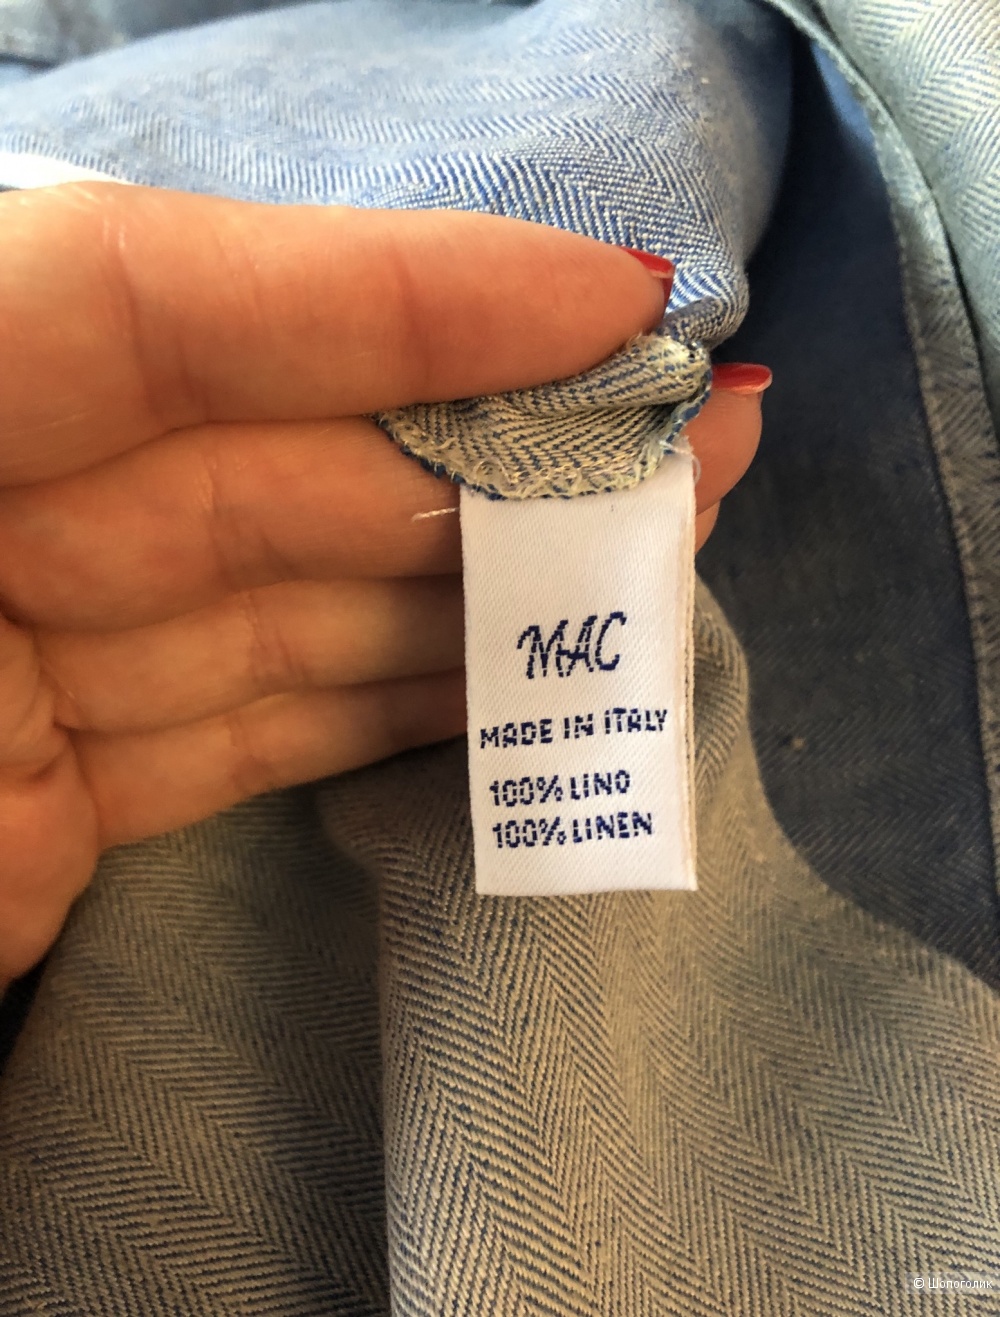 MAC
MADE IN ITALY
100% LINO
100% LINEN
© Шопоголик